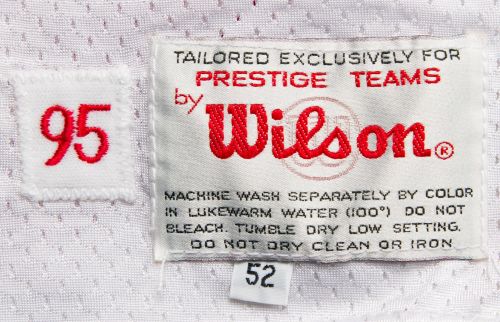 95
TAILORED EXCLUSIVELY FOR
PRESTIGE TEAMS
by
Wilson®
MACHINE WASH SEPARATELY BY COLOR
IN LUKEWARM WATER (100°) DO NOT
BLEACH. TUMBLE DRY LOW SETTING.
DO NOT DRY CLEAN OR IRON
52